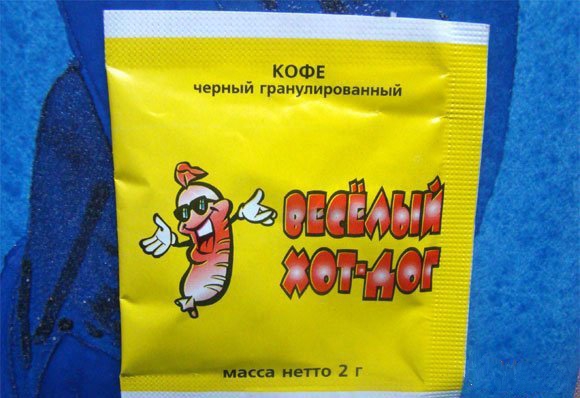 КОФЕ
черный гранулированный
ВЕСЁЛЫЙ
ХОТ-ДОГ
масса нетто 2 г